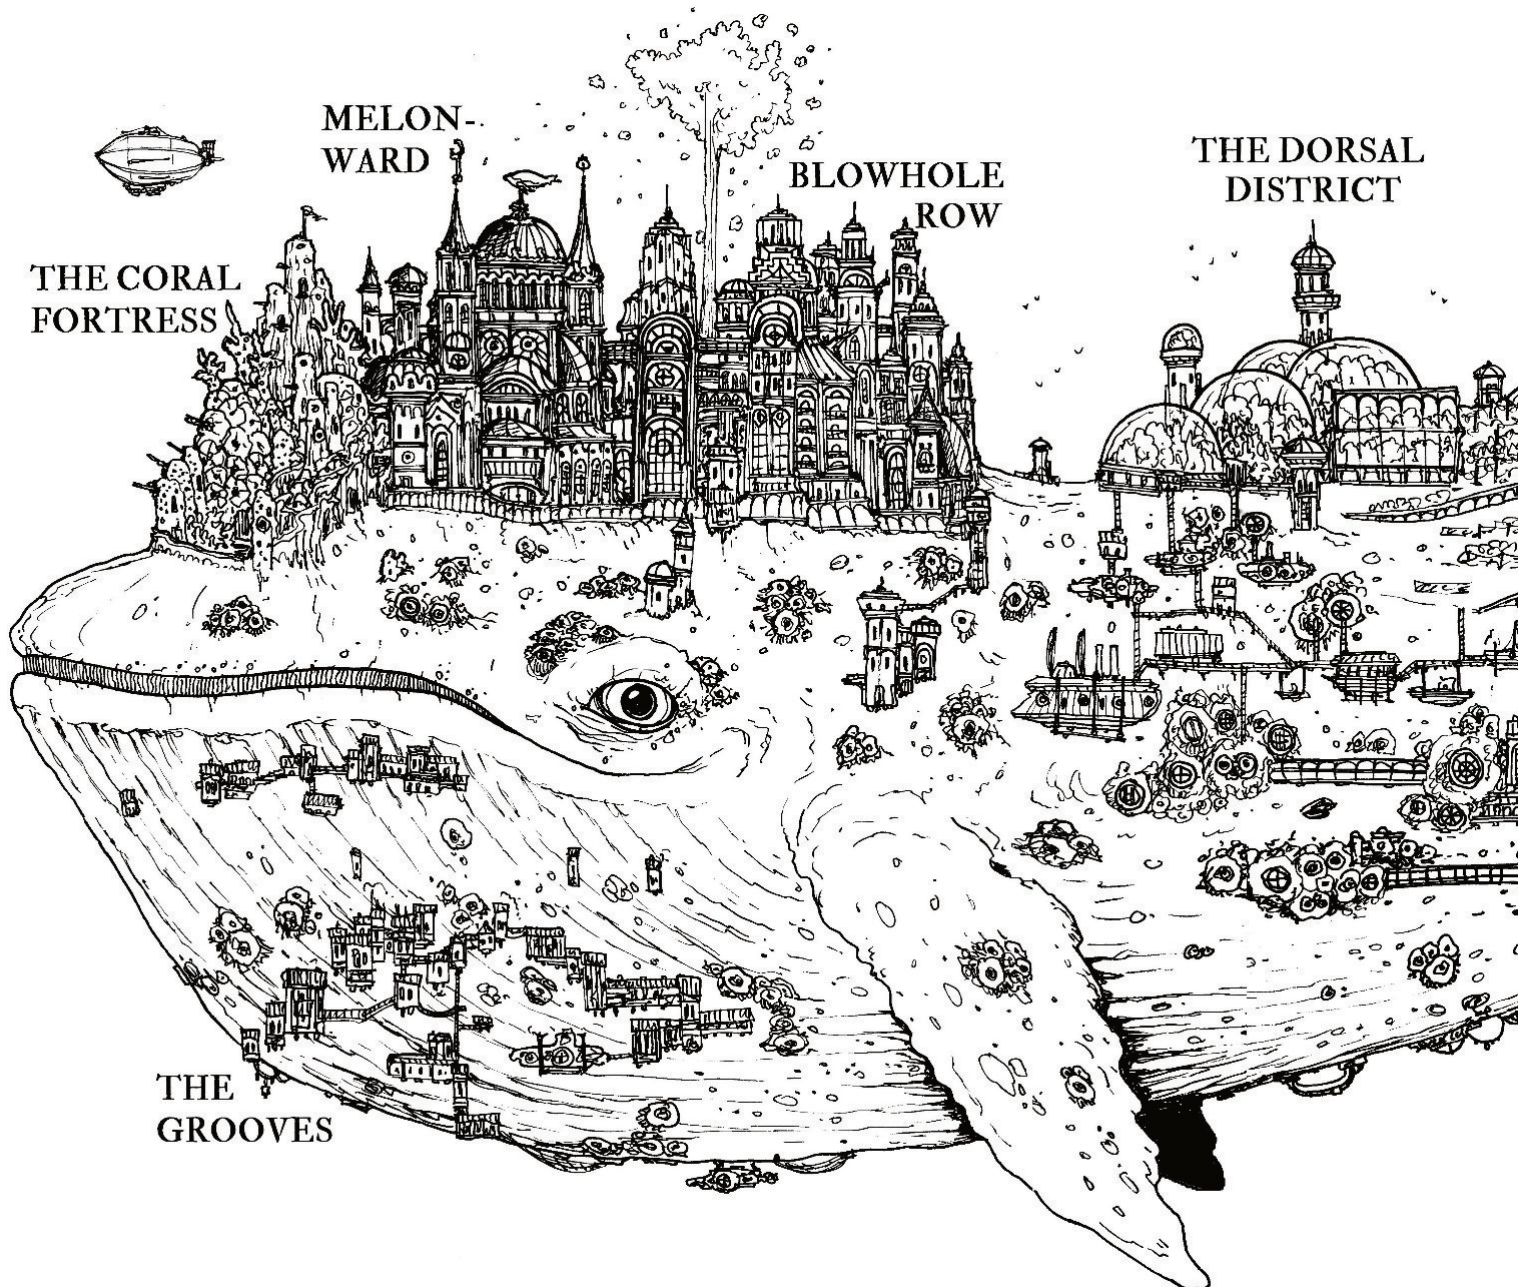 MELON-
WARD
BLOWHOLE
ROW
THE DORSAL
DISTRICT
THE CORAL
FORTRESS
THE
GROOVES